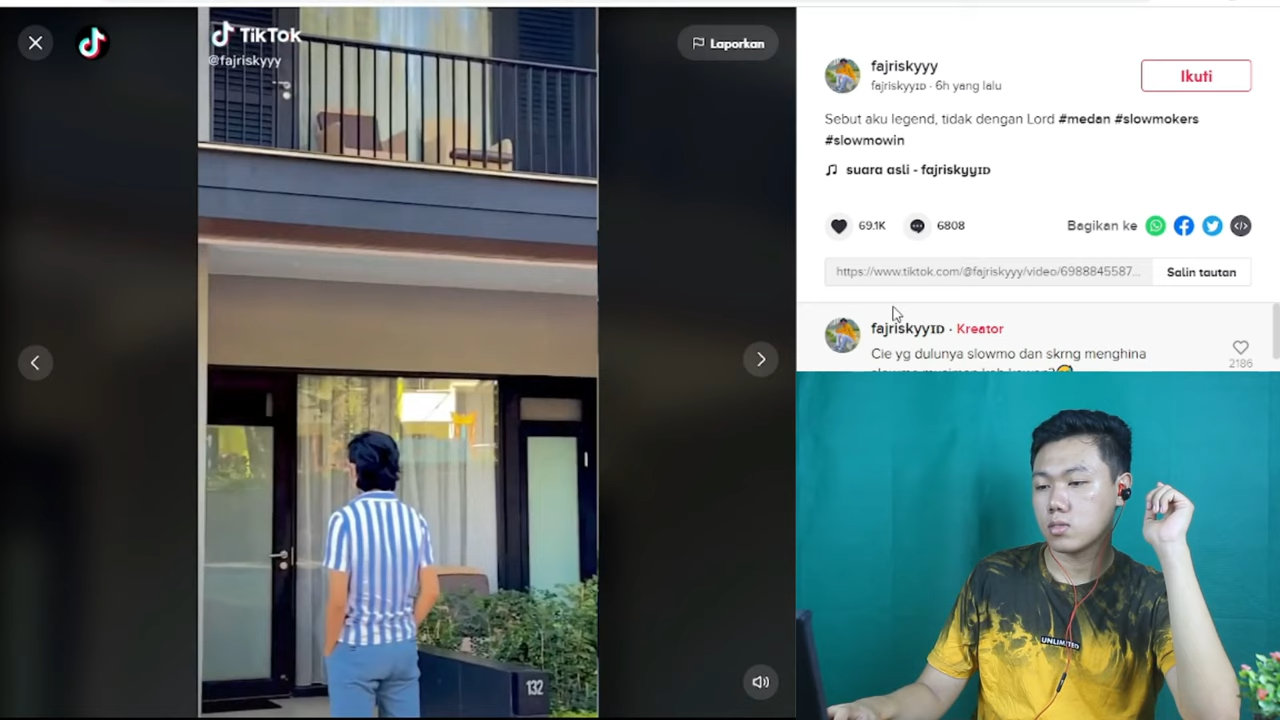 TikTok
@fajriskyyy
Laporkan
132
fajriskyyy
fajriskyyɪᴅ · 6h yang lalu
Ikuti
Sebut aku legend, tidak dengan Lord #medan #slowmokers
#slowmowin
suara asli - fajriskyyɪᴅ
69.1K
6808
Bagikan ke
https://www.tiktok.com/@fajriskyyy/video/6988845587...
Salin tautan
fajriskyyɪᴅ · Kreator
Cie yg dulunya slowmo dan skrng menghina
2186
UNLIMITED